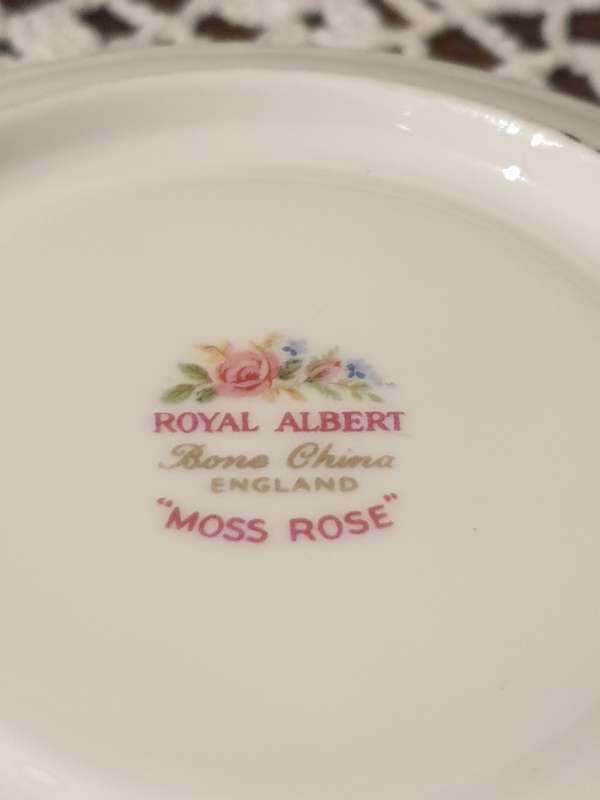 ROYAL ALBERT
Bone China
ENGLAND
"MOSS ROSE"